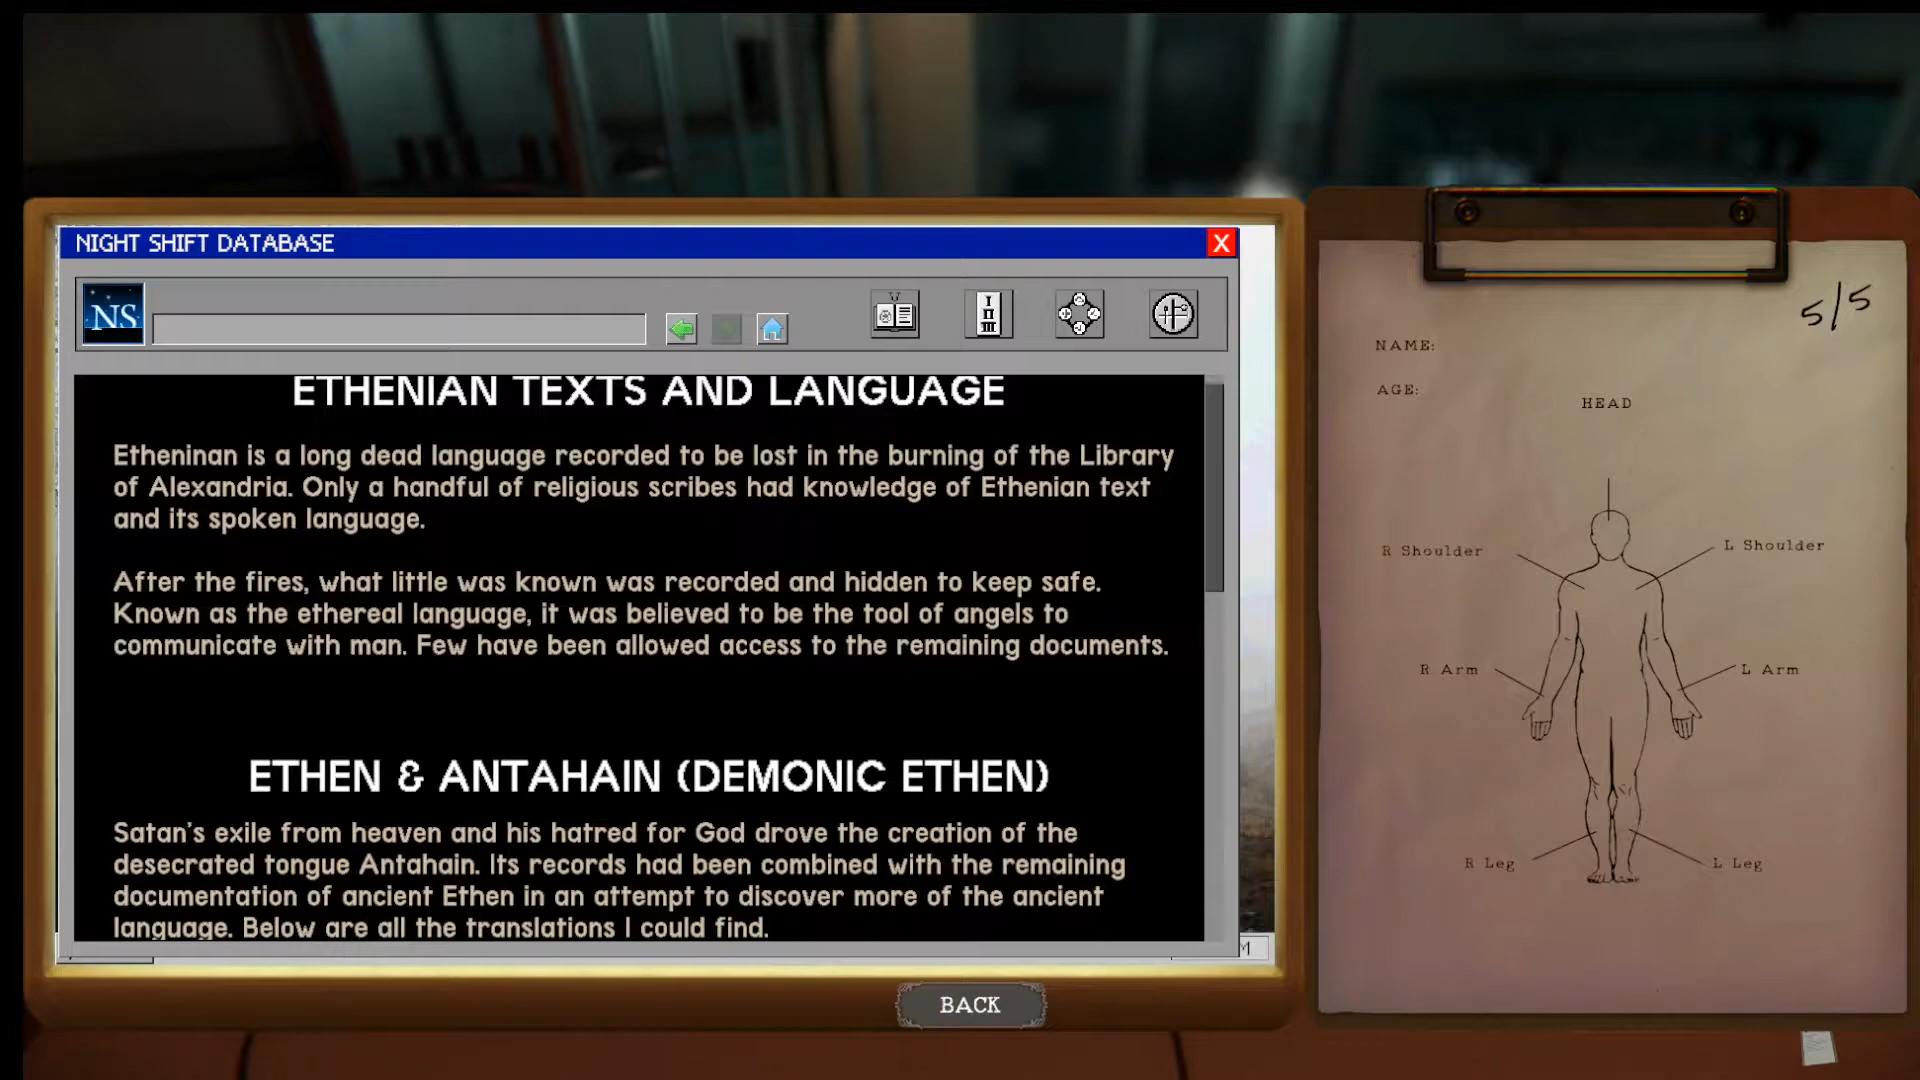 NIGHT SHIFT DATABASE
X
NS
I
II
III
ETHENIAN TEXTS AND LANGUAGE
Etheninan is a long dead language recorded to be lost in the burning of the Library
of Alexandria. Only a handful of religious scribes had knowledge of Ethenian text
and its spoken language.
After the fires, what little was known was recorded and hidden to keep safe.
Known as the ethereal language, it was believed to be the tool of angels to
communicate with man. Few have been allowed access to the remaining documents.
ETHEN & ANTAHAIN (DEMONIC ETHEN)
Satan's exile from heaven and his hatred for God drove the creation of the
desecrated tongue Antahain. Its records had been combined with the remaining
documentation of ancient Ethen in an attempt to discover more of the ancient
language. Below are all the translations I could find.
BACK
5/5
NAME:
AGE:
HEAD
R Shoulder
L Shoulder
R Arm
L Arm
R Leg
L Leg